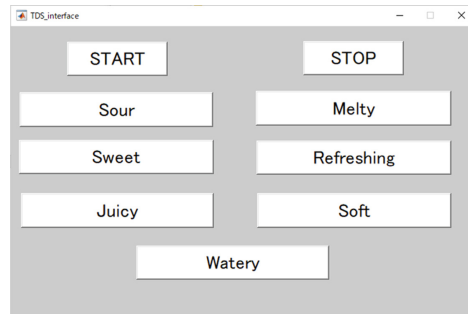 TDS_interface
START STOP
Sour Melty
Sweet Refreshing
Juicy Soft
Watery